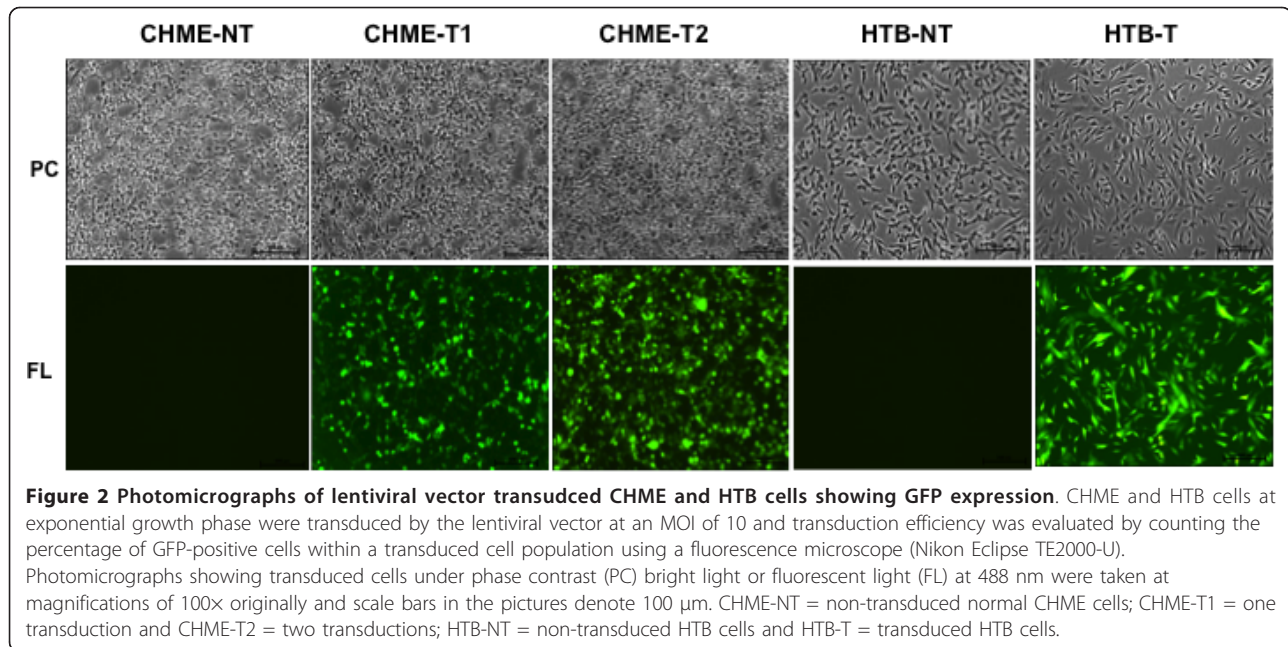 CHME-NT CHME-T1 CHME-T2 HTB-NT HTB-T
PC
FL
Figure 2 Photomicrographs of lentiviral vector transudced CHME and HTB cells showing GFP expression. CHME and HTB cells at
exponential growth phase were transduced by the lentiviral vector at an MOI of 10 and transduction efficiency was evaluated by counting the
percentage of GFP-positive cells within a transduced cell population using a fluorescence microscope (Nikon Eclipse TE2000-U).
Photomicrographs showing transduced cells under phase contrast (PC) bright light or fluorescent light (FL) at 488 nm were taken at
magnifications of 100× originally and scale bars in the pictures denote 100 μm. CHME-NT = non-transduced normal CHME cells; CHME-T1 = one
transduction and CHME-T2 = two transductions; HTB-NT = non-transduced HTB cells and HTB-T = transduced HTB cells.